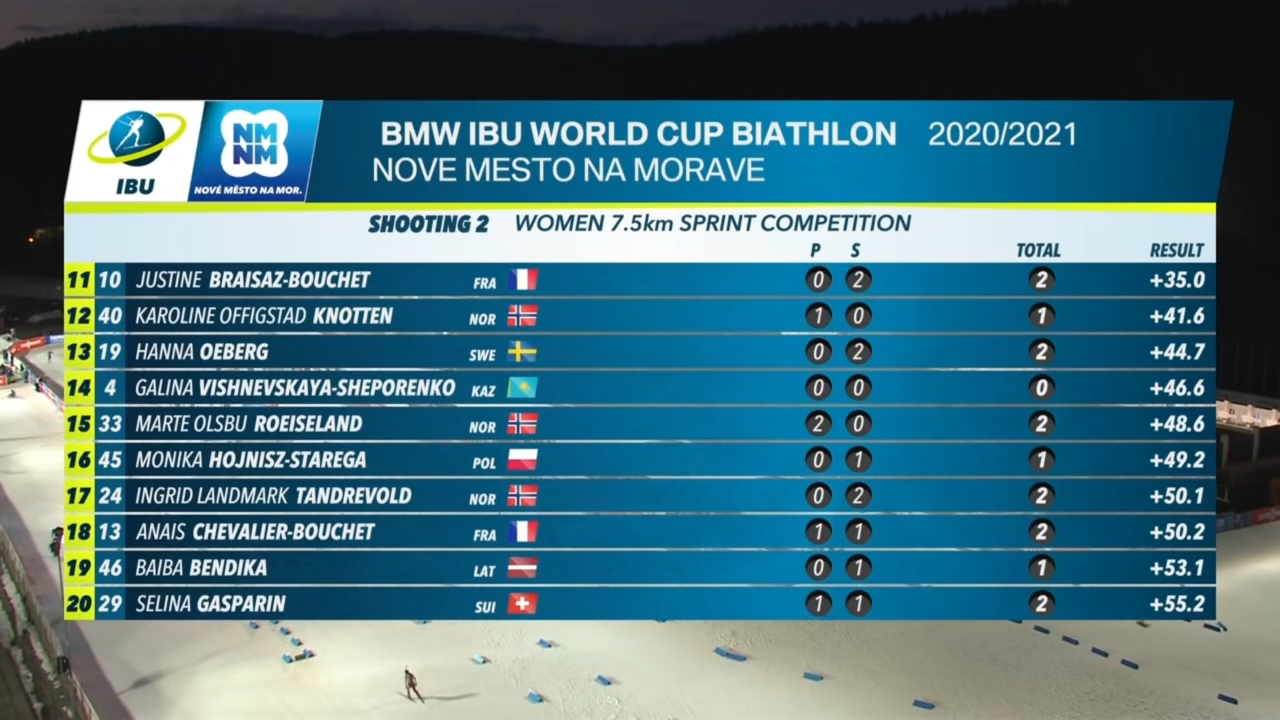 IBU
NM
NM
NOVÉ MĚSTO NA MOR.
BMW IBU WORLD CUP BIATHLON 2020/2021
NOVE MESTO NA MORAVE
SHOOTING 2 WOMEN 7.5km SPRINT COMPETITION
P S TOTAL RESULT
11 10 JUSTINE BRAISAZ-BOUCHET FRA 0 2 2 +35.0
12 40 KAROLINE OFFIGSTAD KNOTTEN NOR 1 0 1 +41.6
13 19 HANNA OEBERG SWE 0 2 2 +44.7
14 4 GALINA VISHNEVSKAYA-SHEPORENKO KAZ 0 0 0 +46.6
15 33 MARTE OLSBU ROEISELAND NOR 2 0 2 +48.6
16 45 MONIKA HOJNISZ-STAREGA POL 0 1 1 +49.2
17 24 INGRID LANDMARK TANDREVOLD NOR 0 2 2 +50.1
18 13 ANAIS CHEVALIER-BOUCHET FRA 1 1 2 +50.2
19 46 BAIBA BENDIKA LAT 0 1 1 +53.1
20 29 SELINA GASPARIN SUI 1 1 2 +55.2